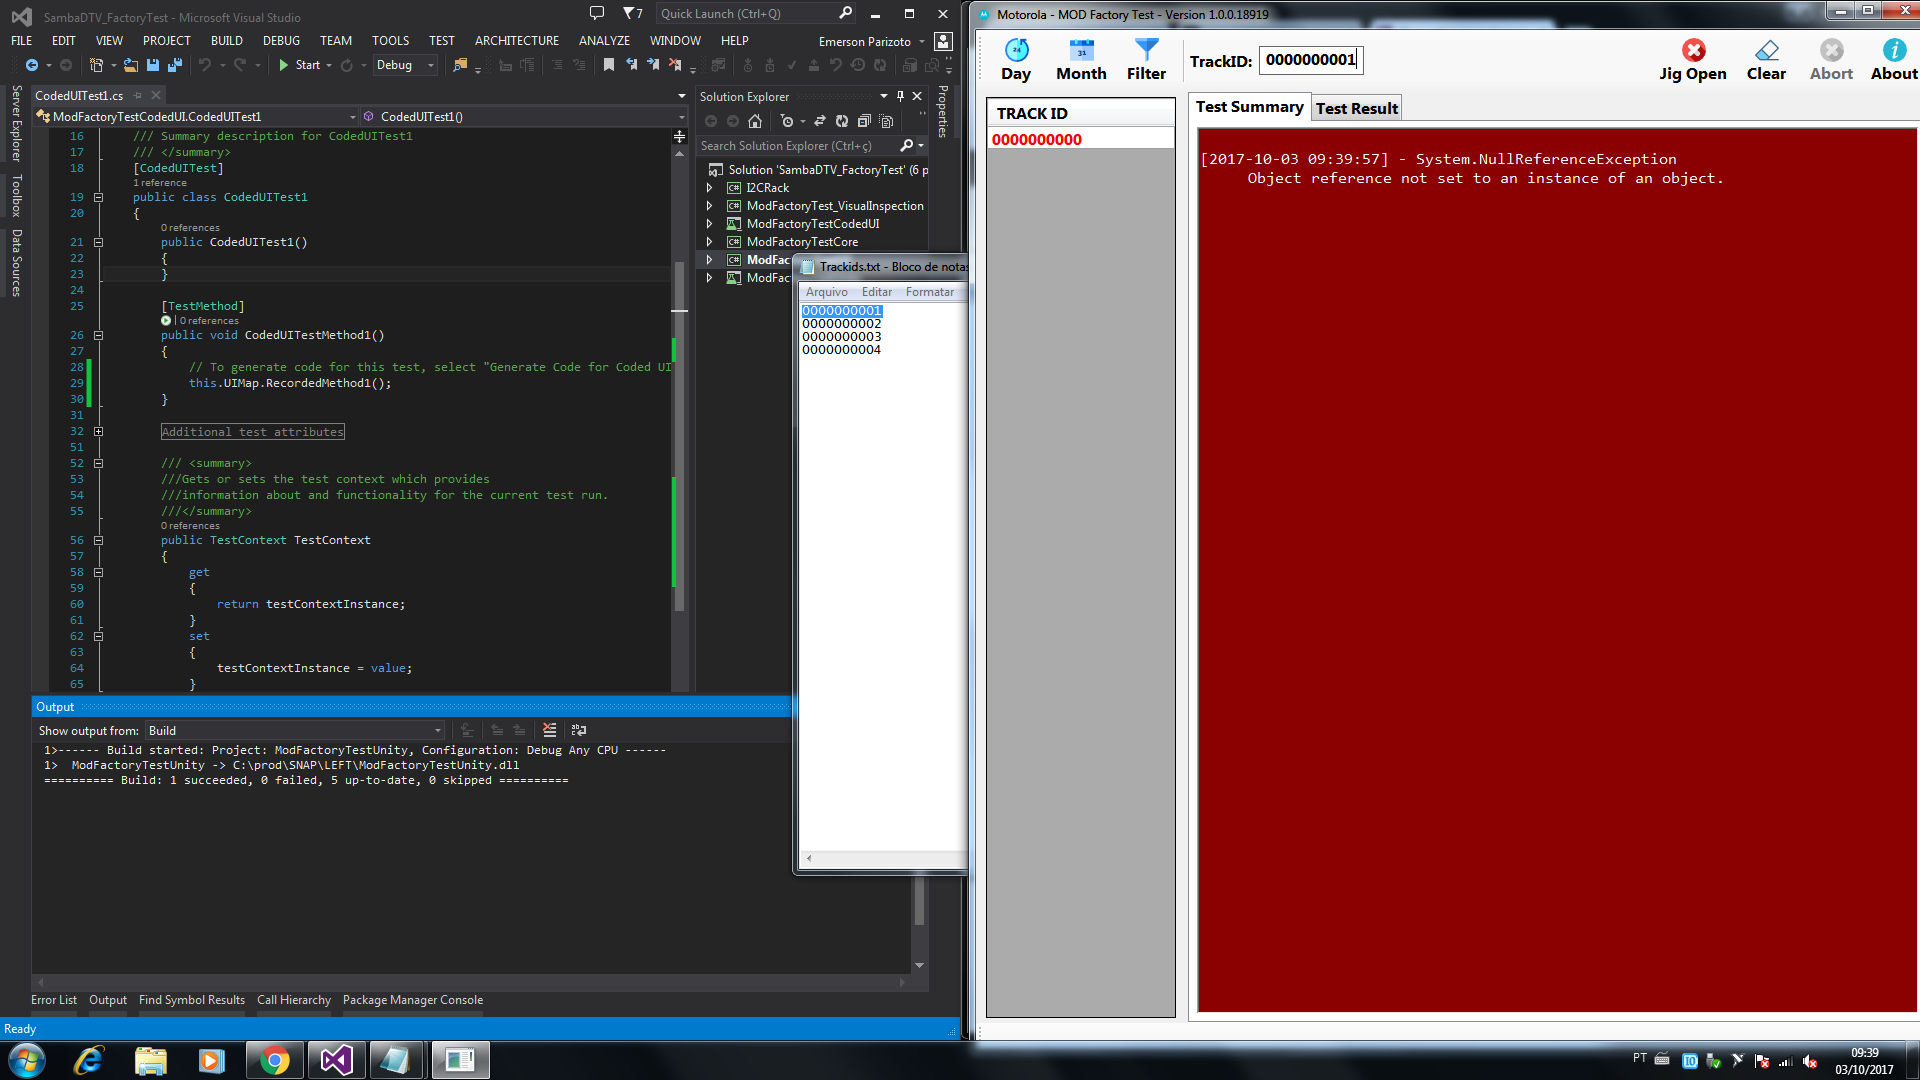 SambaDTV_FactoryTest - Microsoft Visual Studio
7
Quick Launch (Ctrl+Q)
FILE EDIT VIEW PROJECT BUILD DEBUG TEAM TOOLS TEST ARCHITECTURE ANALYZE WINDOW HELP
Emerson Parizoto
Start Debug
Server Explorer
Toolbox
Data Sources
CodedUITest1.cs
ModFactoryTestCodedUI.CodedUITest1
CodedUITest1()
16 /// Summary description for CodedUITest1
17 /// </summary>
18 [CodedUITest]
1 reference
19 public class CodedUITest1
20 {
0 references
21 public CodedUITest1()
22 {
23 }
24
25 [TestMethod]
| 0 references
26 public void CodedUITestMethod1()
27 {
28 // To generate code for this test, select "Generate Code for Coded UI
29 this.UIMap.RecordedMethod1();
30 }
31
32 Additional test attributes
51
52 /// <summary>
53 ///Gets or sets the test context which provides
54 ///information about and functionality for the current test run.
55 ///</summary>
0 references
56 public TestContext TestContext
57 {
58 get
59 {
60 return testContextInstance;
61 }
62 set
63 {
64 testContextInstance = value;
65 }
Solution Explorer
Search Solution Explorer (Ctrl+ç)
Solution 'SambaDTV_FactoryTest' (6 p
I2CRack
ModFactoryTest_VisualInspection
ModFactoryTestCodedUI
ModFactoryTestCore
ModFac
ModFac
Properties
Trackids.txt - Bloco de notas
Arquivo Editar Formatar
0000000001
0000000002
0000000003
0000000004
Output
Show output from: Build
1>------ Build started: Project: ModFactoryTestUnity, Configuration: Debug Any CPU ------
1> ModFactoryTestUnity -> C:\prod\SNAP\LEFT\ModFactoryTestUnity.dll
========== Build: 1 succeeded, 0 failed, 5 up-to-date, 0 skipped ==========
Error List Output Find Symbol Results Call Hierarchy Package Manager Console
Ready
Motorola - MOD Factory Test - Version 1.0.0.18919
24
31
Day Month Filter
TrackID: 0000000001
Jig Open Clear Abort About
TRACK ID
0000000000
Test Summary Test Result
[2017-10-03 09:39:57] - System.NullReferenceException
Object reference not set to an instance of an object.
PT
09:39
03/10/2017